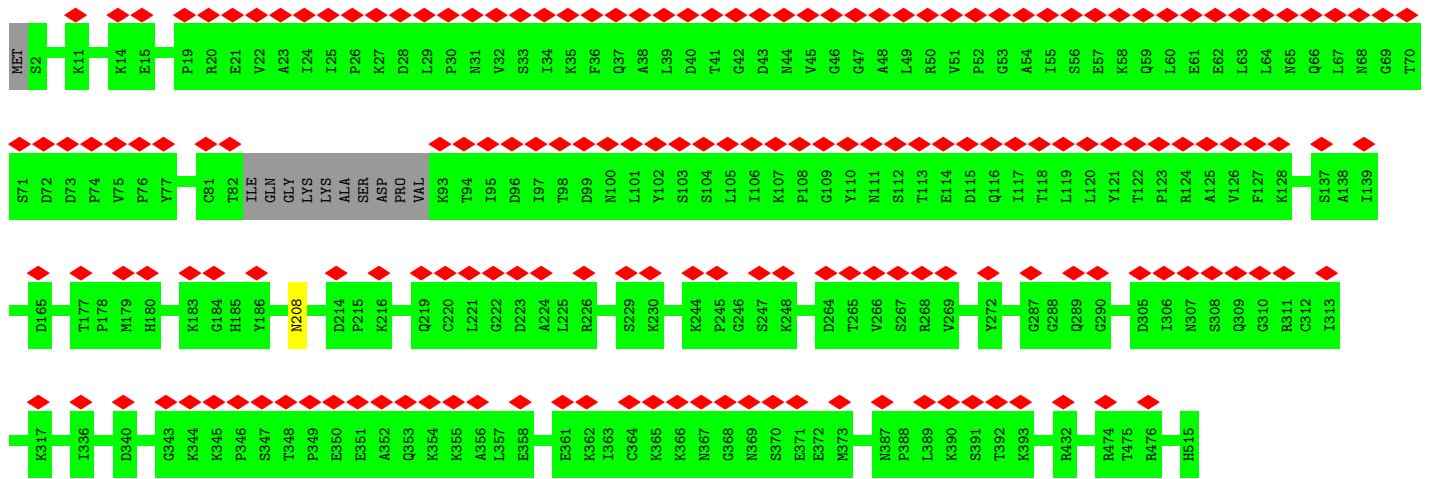 MET S2 K11 K14 E15 P19 R20 E21 V22 A23 I24 I25 P26 K27 D28 L29 P30 N31 V32 S33 I34 K35 F36 Q37 A38 L39 D40 T41 G42 D43 N44 V45 G46 G47 A48 L49 R50 V51 P52 G53 A54 I55 S56 E57 K58 Q59 L60 E61 E62 L63 L64 N65 Q66 L67 N68 G69 T70
S71 D72 D73 P74 V75 P76 Y77 C81 T82 ILE GLN GLY LYS LYS ALA SER ASP PRO VAL K93 T94 I95 D96 I97 T98 D99 N100 L101 Y102 S103 S104 L105 I106 K107 P108 G109 Y110 N111 S112 T113 E114 D115 Q116 I117 T118 L119 L120 Y121 T122 P123 R124 A125 V126 F127 K128 S137 A138 I139
D165 T177 P178 M179 H180 K183 G184 H185 Y186 N208 D214 P215 K216 Q219 C220 L221 G222 D223 A224 L225 R226 S229 K230 K244 P245 G246 S247 K248 D264 T265 V266 S267 R268 V269 Y272 G287 G288 Q289 G290 D305 I306 N307 S308 Q309 G310 R311 C312 I313
K317 I336 D340 G343 K344 K345 P346 S347 T348 P349 E350 E351 A352 Q353 K354 K355 A356 L357 E358 E361 K362 I363 C364 K365 K366 N367 G368 N369 S370 E371 E372 M373 N387 P388 L389 K390 S391 T392 K393 R432 R474 T475 R476 H515